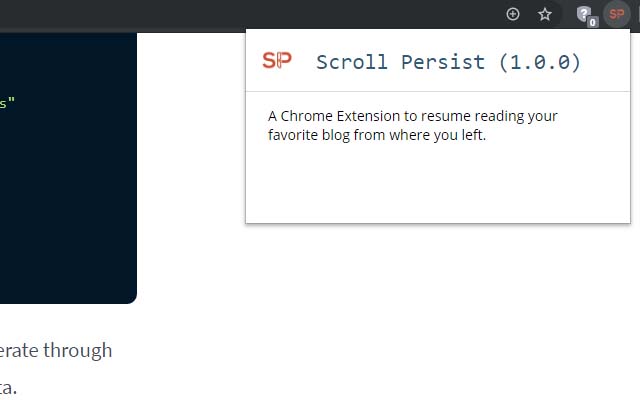 SP
SP Scroll Persist (1.0.0)
0
s"
A Chrome Extension to resume reading your
favorite blog from where you left.
erate through
ta.